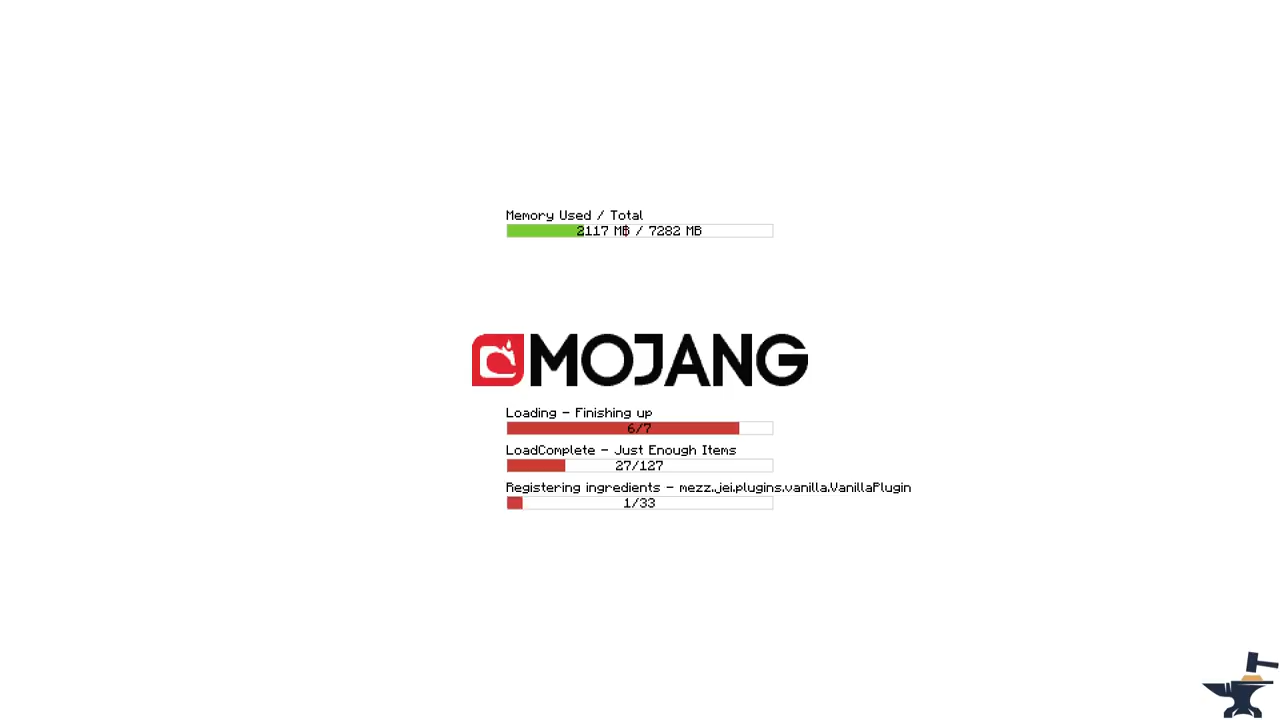 Memory Used / Total
2117 MB / 7282 MB
MOJANG
Loading - Finishing up
6/7
LoadComplete - Just Enough Items
27/127
Registering ingredients - mezz.jei.plugins.vanilla.VanillaPlugin
1/33